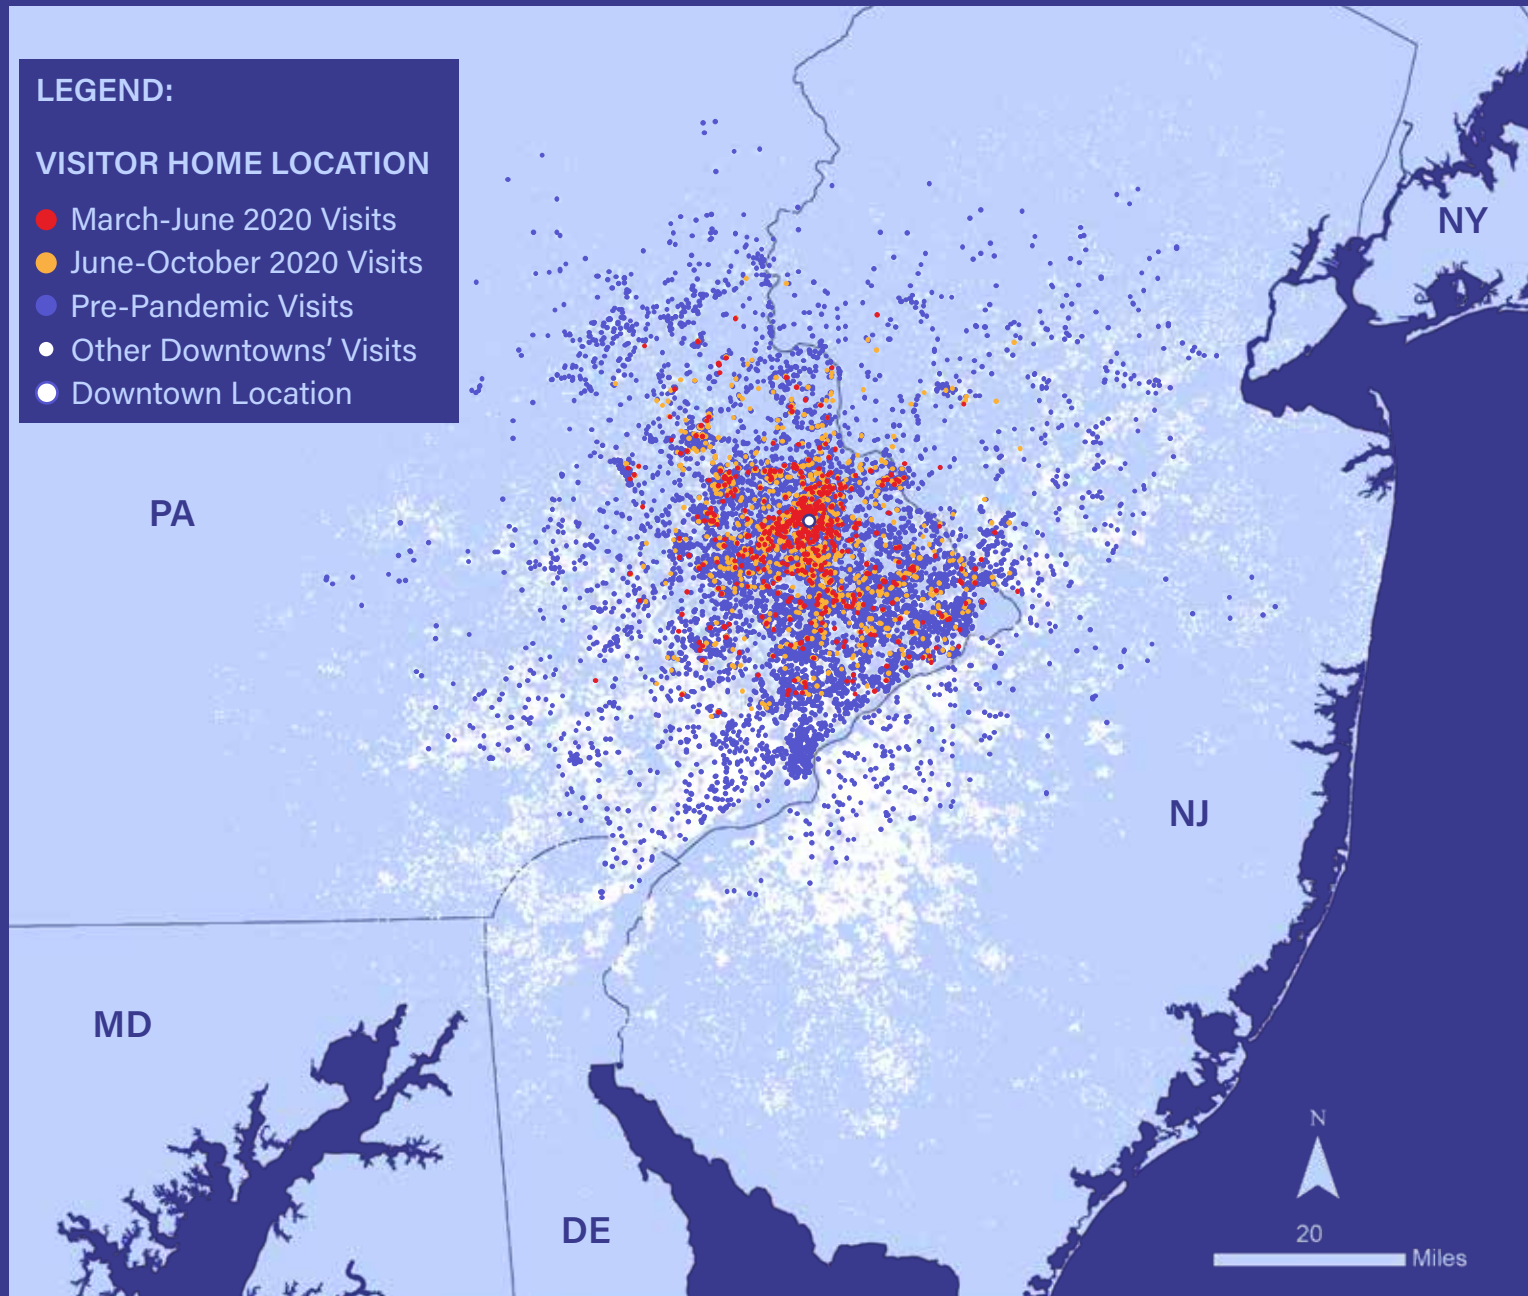 LEGEND:
VISITOR HOME LOCATION
March-June 2020 Visits
June-October 2020 Visits
Pre-Pandemic Visits
Other Downtowns’ Visits
Downtown Location
NY
PA
NJ
MD
DE
N
20
Miles